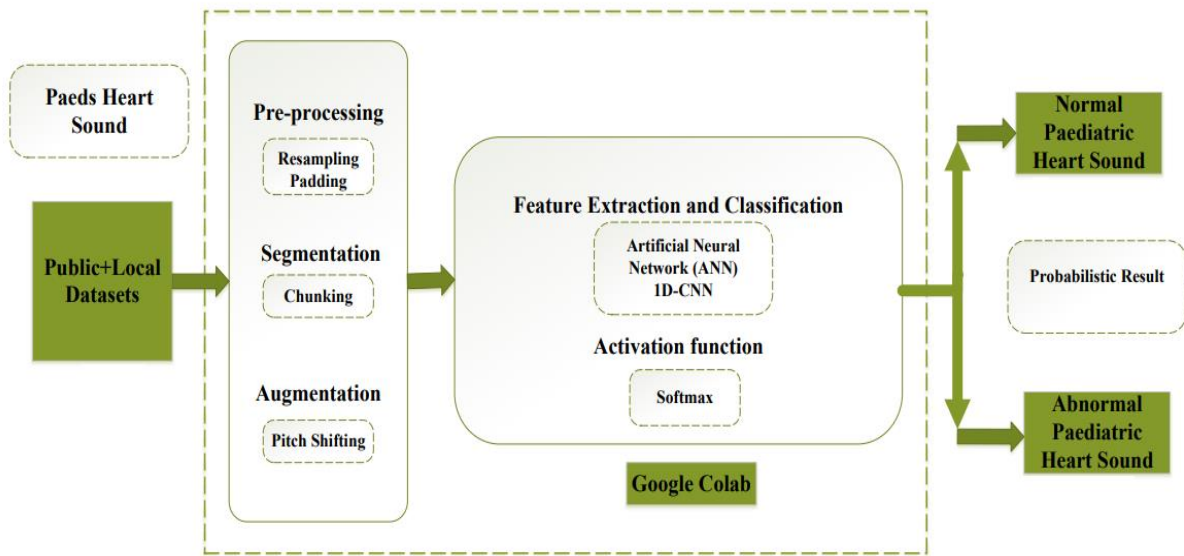 Paeds Heart
Sound
Public+Local
Datasets
Pre-processing
Resampling
Padding
Segmentation
Chunking
Augmentation
Pitch Shifting
Feature Extraction and Classification
Artificial Neural
Network (ANN)
1D-CNN
Activation function
Softmax
Google Colab
Normal
Paediatric
Heart Sound
Probabilistic Result
Abnormal
Paediatric
Heart Sound